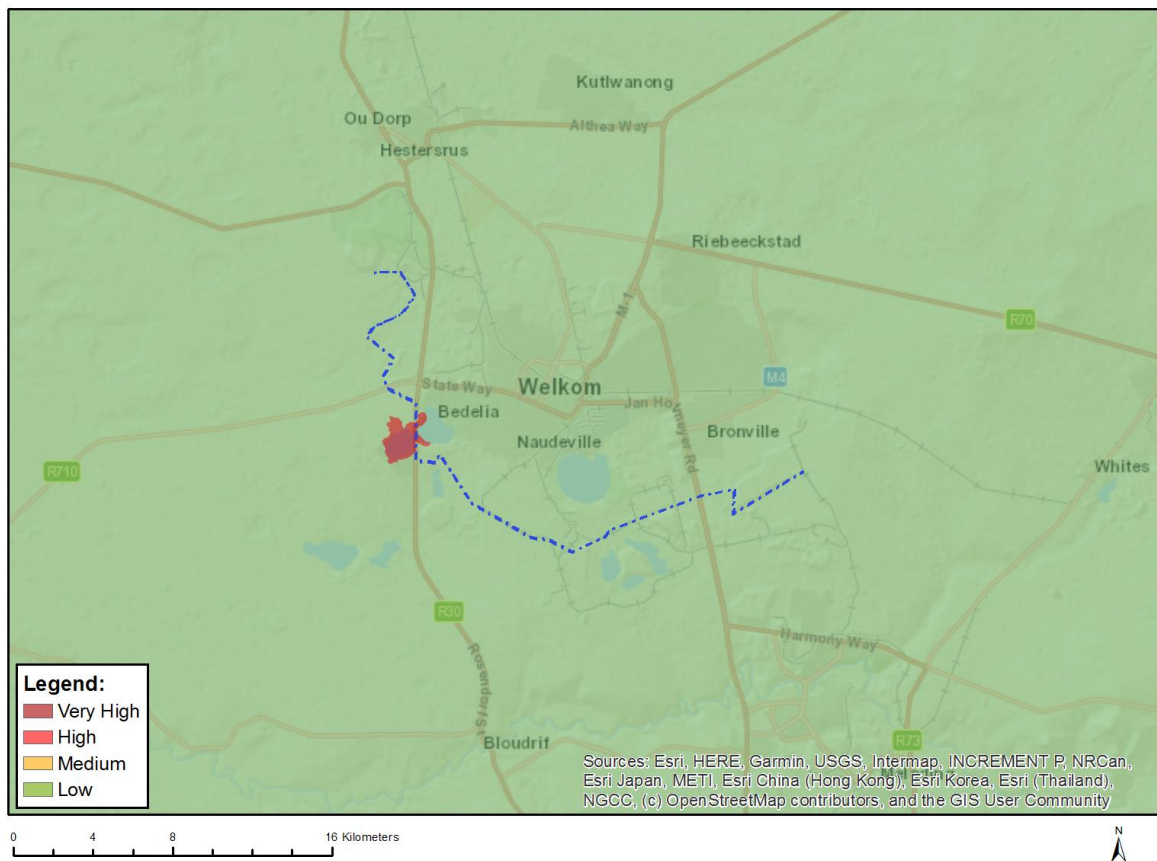 Kutlwanong
Ou Dorp
Althea Way
Hestersrus
Riebeeckstad
M-1
R70
State Way
Welkom
M4
Jan Ho
meyer Rd
Bedelia
Naudeville
Bronville
R710
Whites
R30
Harmony Way
Rosendorf St
Bloudrif
R73
Legend:
Very High
High
Medium
Low
Sources: Esri, HERE, Garmin, USGS, Intermap, INCREMENT P, NRCan,
Esri Japan, METI, Esri China (Hong Kong), Esri Korea, Esri (Thailand),
NGCC, (c) OpenStreetMap contributors, and the GIS User Community
0 4 8 16 Kilometers
N